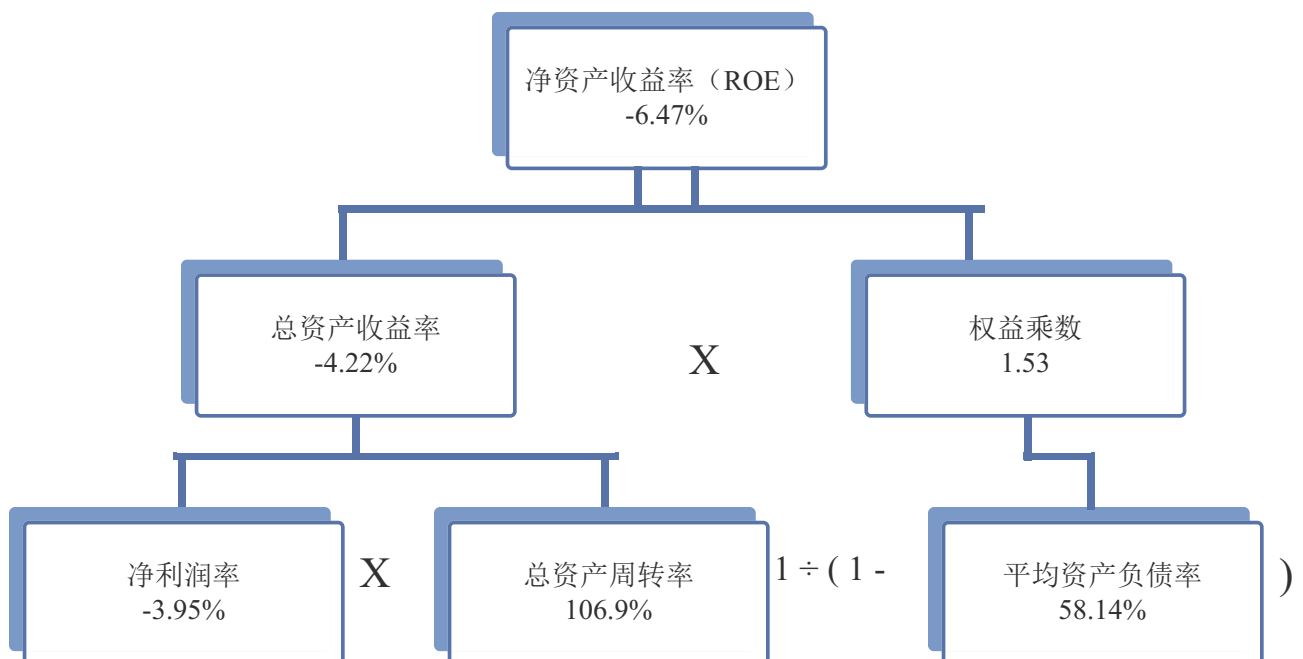 净资产收益率（ROE）
-6.47%
总资产收益率
-4.22%
X
权益乘数
1.53
净利润率
-3.95%
X
总资产周转率
106.9%
1 ÷ ( 1 -
平均资产负债率
58.14%
)